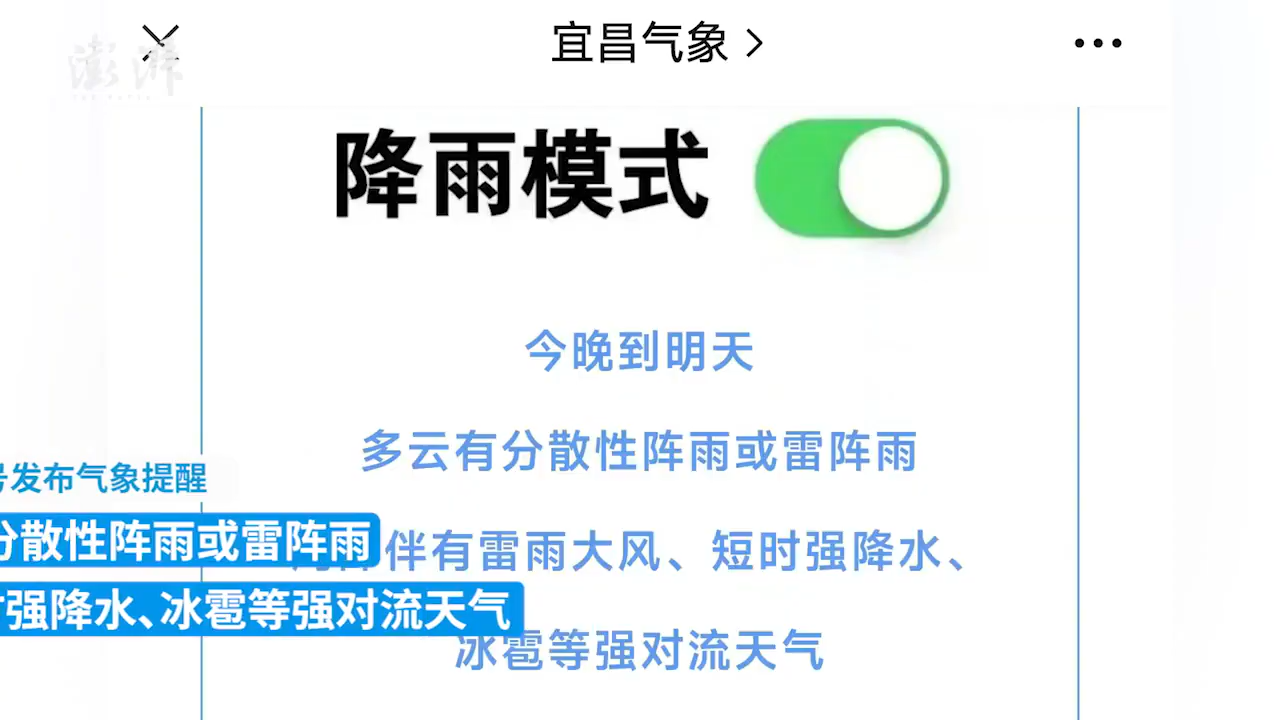 宜昌气象
澎湃
降雨模式
今晚到明天
多云有分散性阵雨或雷阵雨
号发布气象提醒
分散性阵雨或雷阵雨
伴有雷雨大风、短时强降水、
强降水、冰雹等强对流天气
冰雹等强对流天气